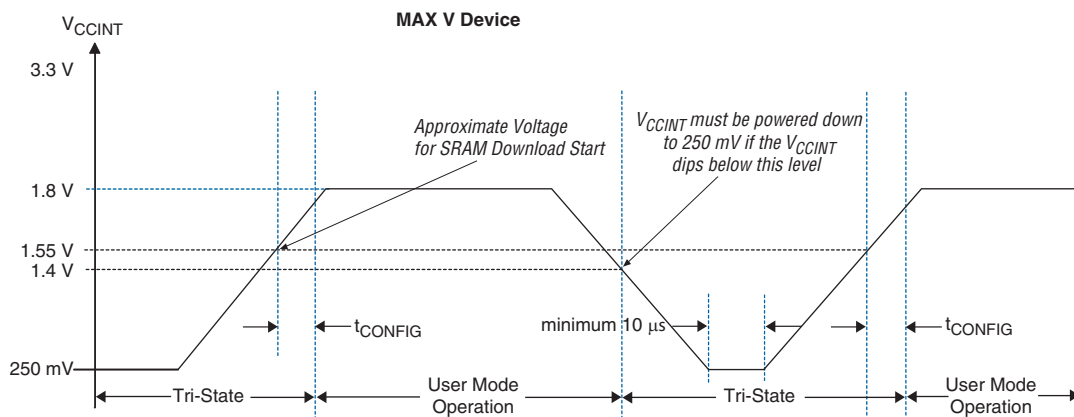 MAX V Device
V_CCINT
3.3 V
Approximate Voltage
for SRAM Download Start
V_CCINT must be powered down
to 250 mV if the V_CCINT
dips below this level
1.8 V
1.55 V
1.4 V
t_CONFIG
minimum 10 µs
t_CONFIG
250 mV
Tri-State
User Mode
Operation
Tri-State
User Mode
Operation